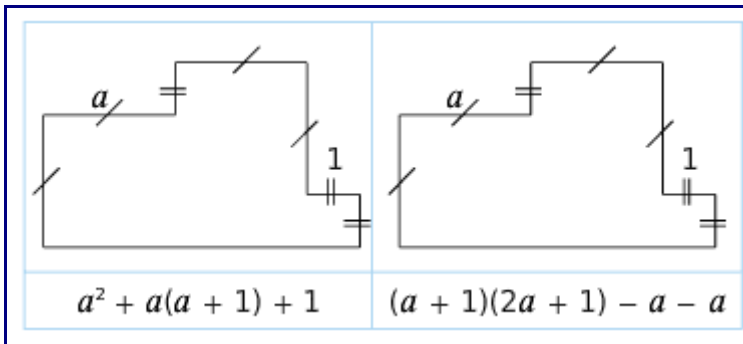 a a
1 1
a² + a(a + 1) + 1 (a + 1)(2a + 1) − a − a